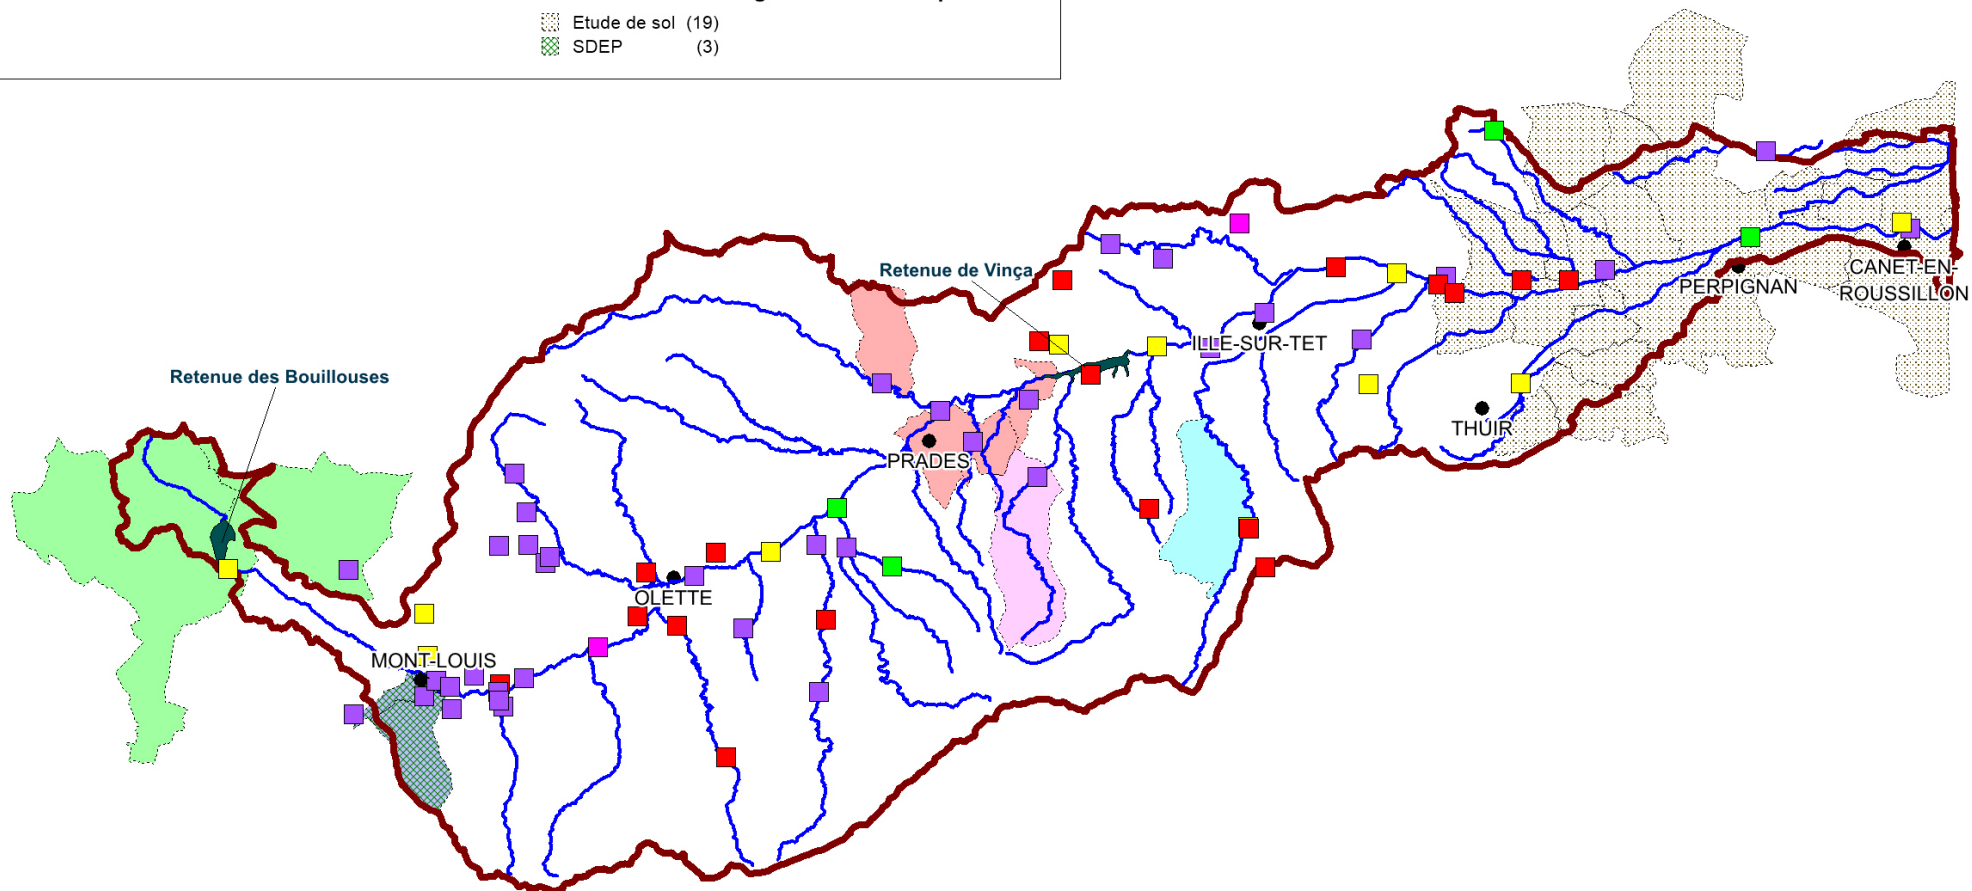 Etude de sol (19)
SDEP (3)
Retenue de Vinça
CANET-EN-
ROUSSILLON
PERPIGNAN
ILLE-SUR-TET
Retenue des Bouillouses
THUIR
PRADES
OLETTE
MONT-LOUIS